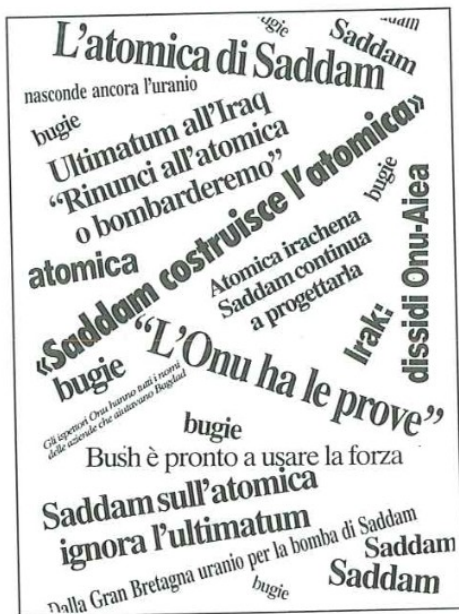 bugie
Saddam
Saddam
L'atomica di Saddam
nasconde ancora l'uranio
bugie
Ultimatum all'Iraq
“Rinunci all'atomica
o bombarderemo”
«Saddam costruisce l'atomica»
bugie
atomica
Atomica irachena
Saddam continua
a progettarla
Irak:
dissidi Onu-Aiea
“L'Onu ha le prove”
bugie
Gli ispettori Onu hanno tutti i nomi
delle aziende che aiutavano Bagdad
bugie
Bush è pronto a usare la forza
Saddam sull'atomica
ignora l'ultimatum
Dalla Gran Bretagna uranio per la bomba di Saddam
bugie
Saddam
Saddam